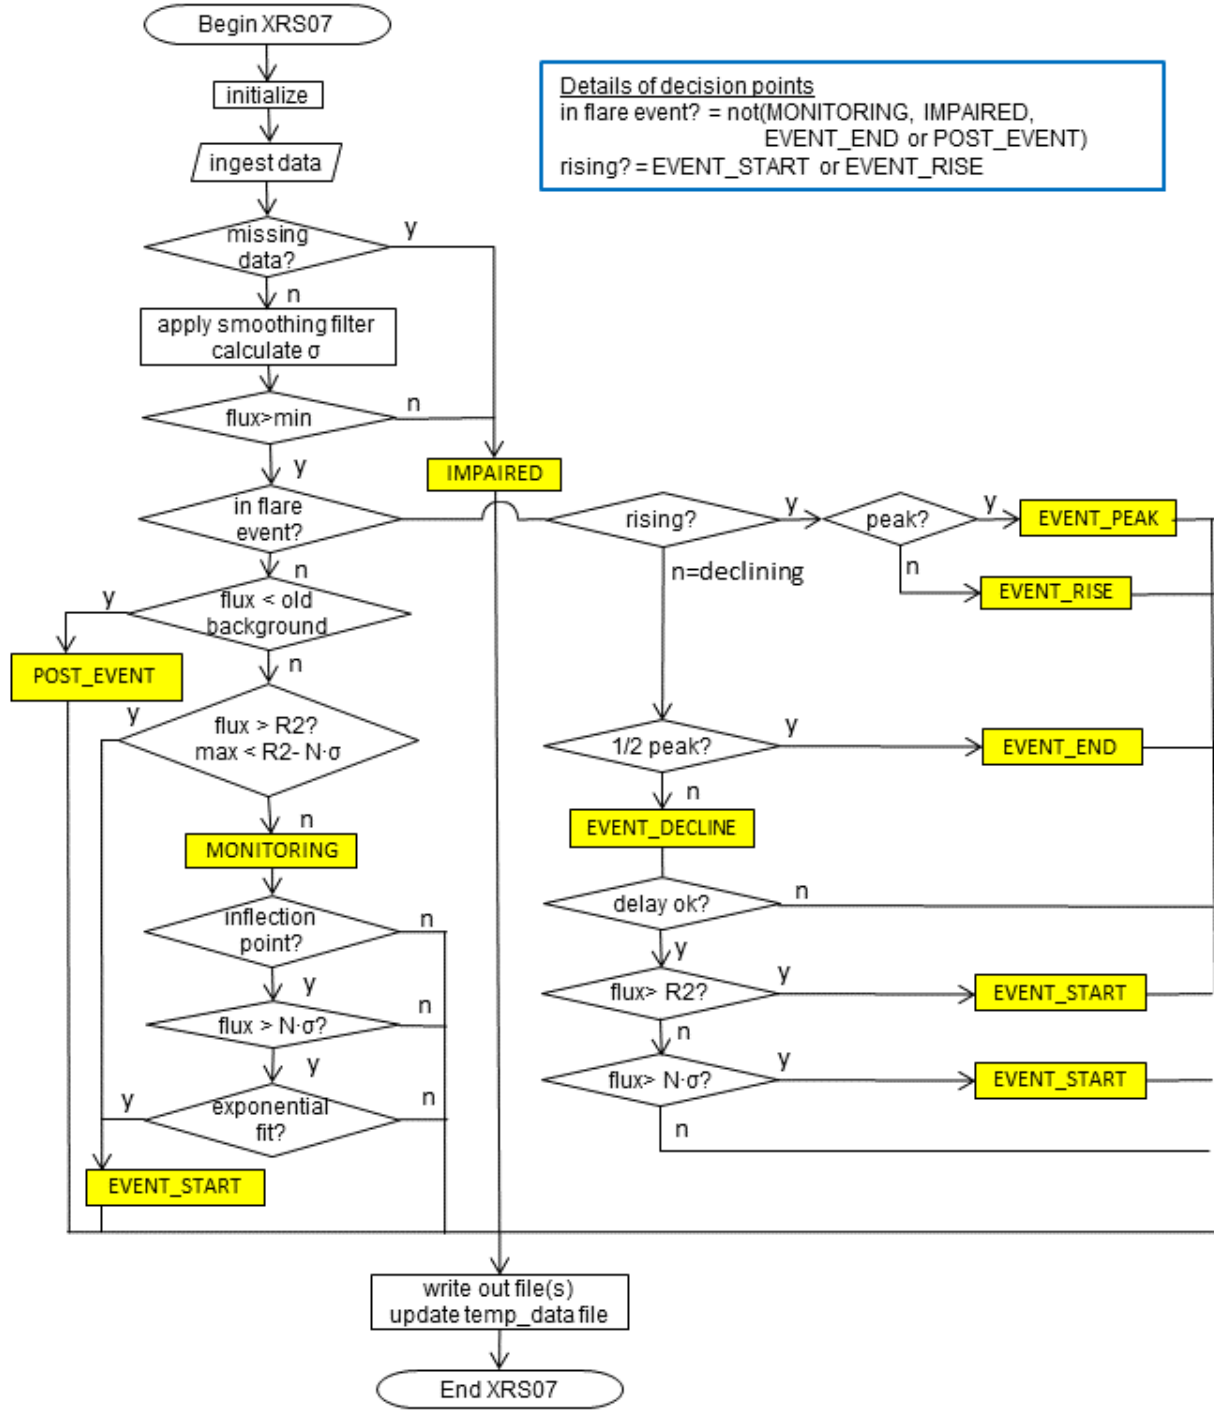 Begin XRS07
initialize
ingest data
Details of decision points
in flare event? = not(MONITORING, IMPAIRED,
EVENT_END or POST_EVENT)
rising? = EVENT_START or EVENT_RISE
missing
data?
y
n
apply smoothing filter
calculate σ
flux>min
n
y
IMPAIRED
in flare
event?
n
rising?
y
peak?
y
EVENT_PEAK
n
EVENT_RISE
n=declining
flux < old
background
y
n
POST_EVENT
flux > R2?
max < R2- N·σ
y
n
1/2 peak?
y
EVENT_END
n
EVENT_DECLINE
MONITORING
delay ok?
n
y
inflection
point?
n
y
flux> R2?
y
EVENT_START
n
flux > N·σ?
n
y
flux> N·σ?
y
EVENT_START
n
exponential
fit?
y
n
EVENT_START
write out file(s)
update temp_data file
End XRS07